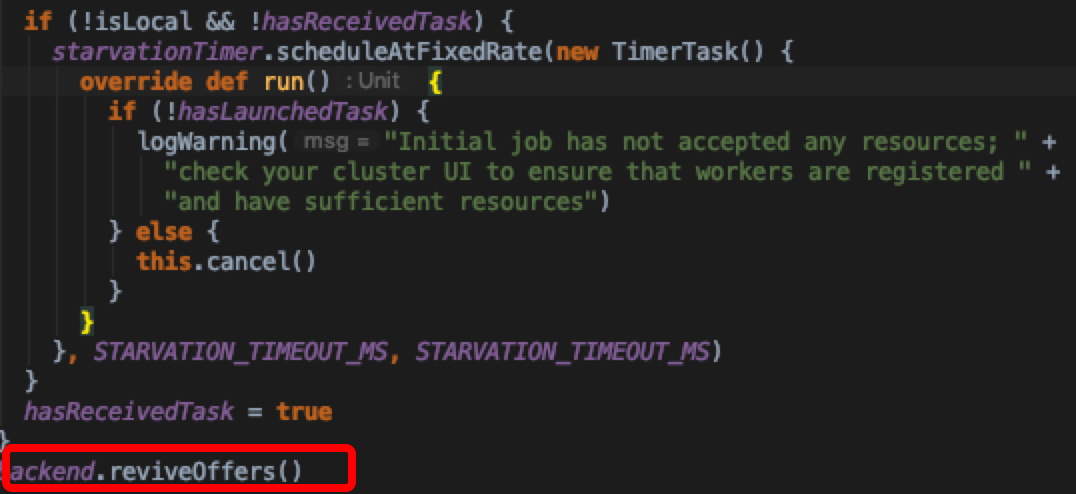 if (!isLocal && !hasReceivedTask) {
starvationTimer.scheduleAtFixedRate(new TimerTask() {
override def run() : Unit {
if (!hasLaunchedTask) {
logWarning( msg = "Initial job has not accepted any resources; " +
"check your cluster UI to ensure that workers are registered " +
"and have sufficient resources")
} else {
this.cancel()
}
}
}, STARVATION_TIMEOUT_MS, STARVATION_TIMEOUT_MS)
}
hasReceivedTask = true
}
ackend.reviveOffers()